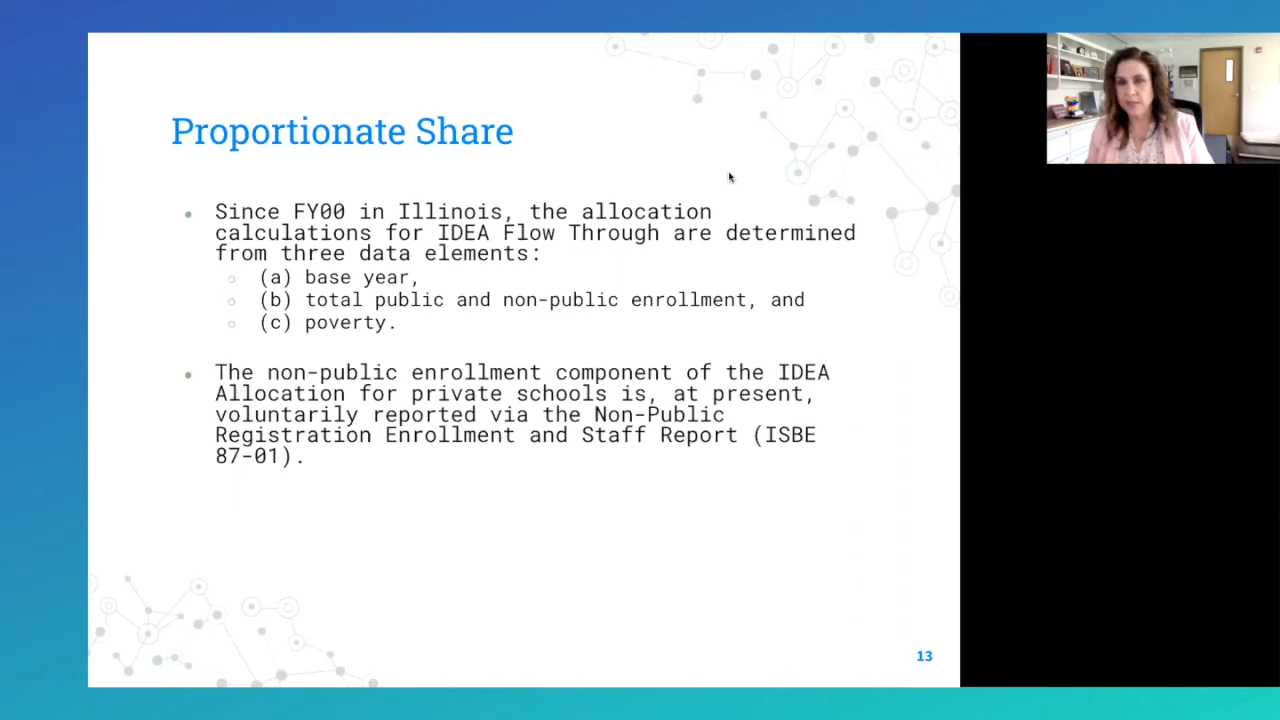 Proportionate Share
Since FY00 in Illinois, the allocation
calculations for IDEA Flow Through are determined
from three data elements:
(a) base year,
(b) total public and non-public enrollment, and
(c) poverty.
The non-public enrollment component of the IDEA
Allocation for private schools is, at present,
voluntarily reported via the Non-Public
Registration Enrollment and Staff Report (ISBE
87-01).
13